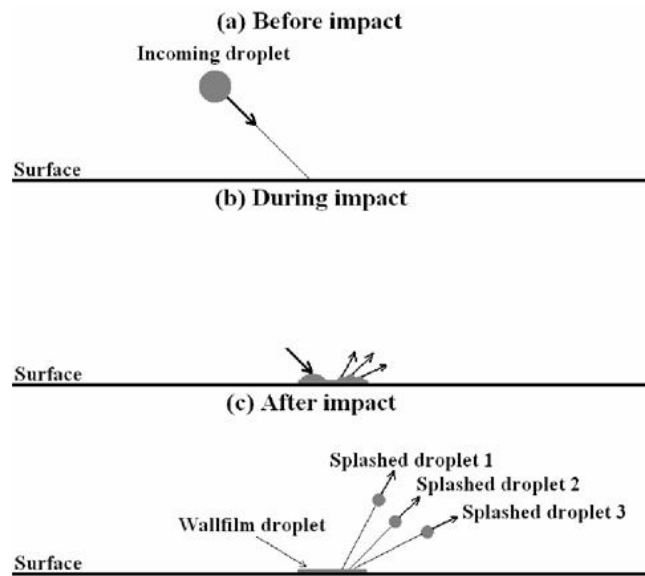 (a) Before impact
Incoming droplet
Surface
(b) During impact
Surface
(c) After impact
Splashed droplet 1
Splashed droplet 2
Splashed droplet 3
Wallfilm droplet
Surface